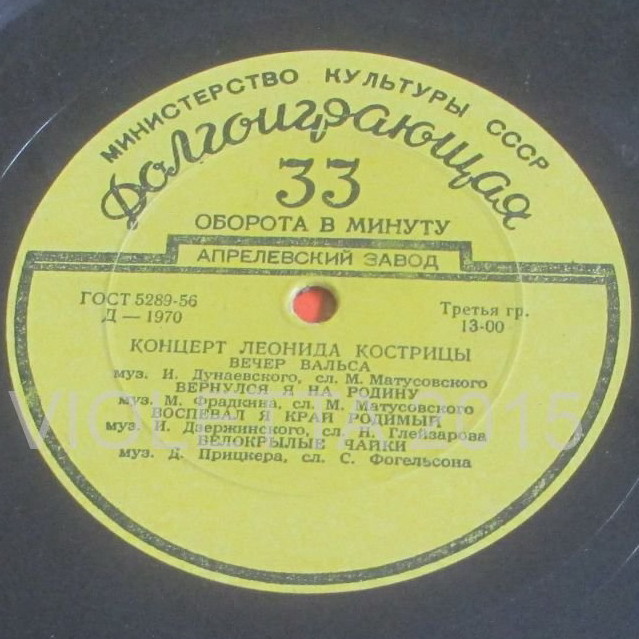 МИНИСТЕРСТВО КУЛЬТУРЫ СССР
Долгоиграющая
33
ОБОРОТА В МИНУТУ
АПРЕЛЕВСКИЙ ЗАВОД
ГОСТ 5289-56
Д — 1970
Третья гр.
13-00
КОНЦЕРТ ЛЕОНИДА КОСТРИЦЫ
ВЕЧЕР ВАЛЬСА
муз. И. Дунаевского, сл. М. Матусовского
ВЕРНУЛСЯ Я НА РОДИНУ
муз. М. Фрадкина, сл. М. Матусовского
ВОСПЕВАЛ Я КРАЙ РОДИМЫЙ
муз. И. Дзержинского, сл. Н. Глейзарова
БЕЛОКРЫЛЫЕ ЧАЙКИ
муз. Д. Прицкера, сл. С. Фогельсона
2015